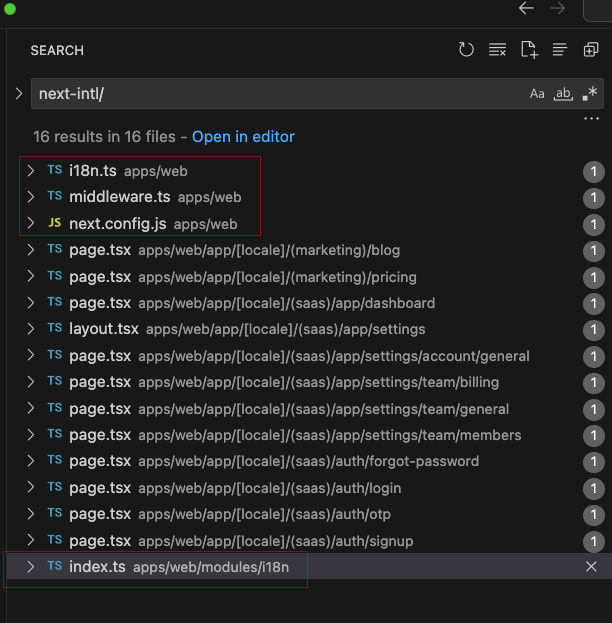 SEARCH
next-intl/ Aa ab .*
16 results in 16 files - Open in editor
TS i18n.ts apps/web 1
TS middleware.ts apps/web 1
JS next.config.js apps/web 1
TS page.tsx apps/web/app/[locale]/(marketing)/blog 1
TS page.tsx apps/web/app/[locale]/(marketing)/pricing 1
TS page.tsx apps/web/app/[locale]/(saas)/app/dashboard 1
TS layout.tsx apps/web/app/[locale]/(saas)/app/settings 1
TS page.tsx apps/web/app/[locale]/(saas)/app/settings/account/general 1
TS page.tsx apps/web/app/[locale]/(saas)/app/settings/team/billing 1
TS page.tsx apps/web/app/[locale]/(saas)/app/settings/team/general 1
TS page.tsx apps/web/app/[locale]/(saas)/app/settings/team/members 1
TS page.tsx apps/web/app/[locale]/(saas)/auth/forgot-password 1
TS page.tsx apps/web/app/[locale]/(saas)/auth/login 1
TS page.tsx apps/web/app/[locale]/(saas)/auth/otp 1
TS page.tsx apps/web/app/[locale]/(saas)/auth/signup 1
TS index.ts apps/web/modules/i18n